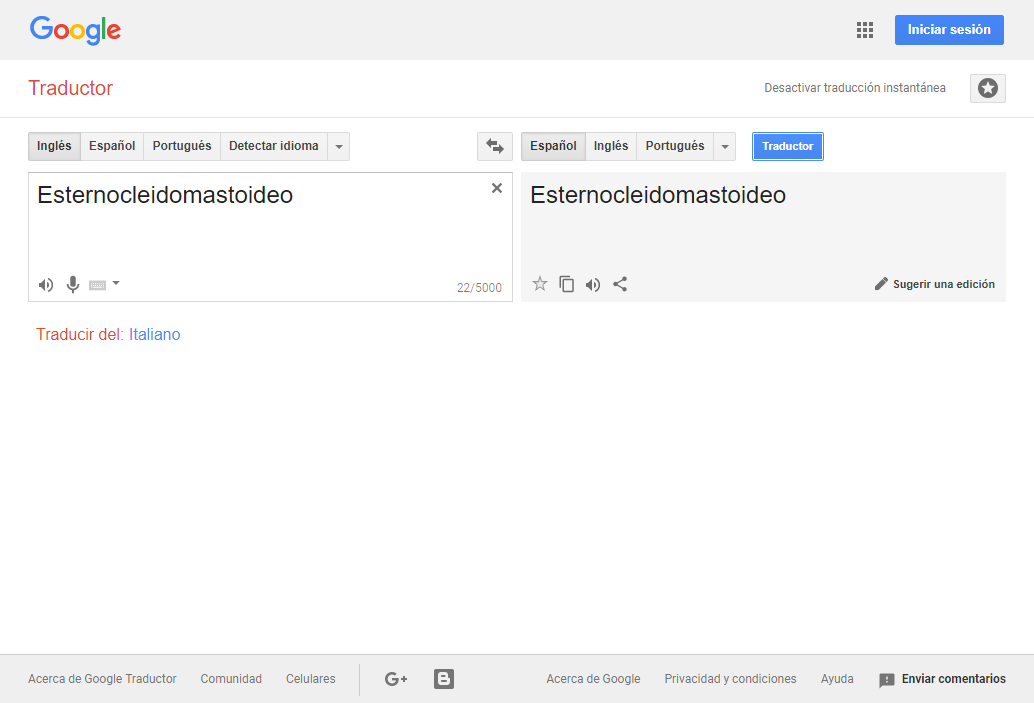 Google
Iniciar sesión
Traductor
Desactivar traducción instantánea
Inglés Español Portugués Detectar idioma
Español Inglés Portugués Traductor
Esternocleidomastoideo
22/5000
Esternocleidomastoideo
Sugerir una edición
Traducir del: Italiano
Acerca de Google Traductor Comunidad Celulares G+ B Acerca de Google Privacidad y condiciones Ayuda Enviar comentarios